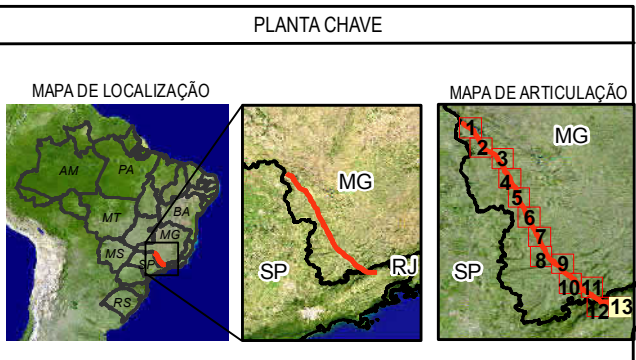 PLANTA CHAVE
MAPA DE LOCALIZAÇÃO
AM
PA
BA
MT
MG
MS
SP
RS
MG
SP
RJ
MAPA DE ARTICULAÇÃO
MG
SP
1
2
3
4
5
6
7
8
9
10
11
12
13